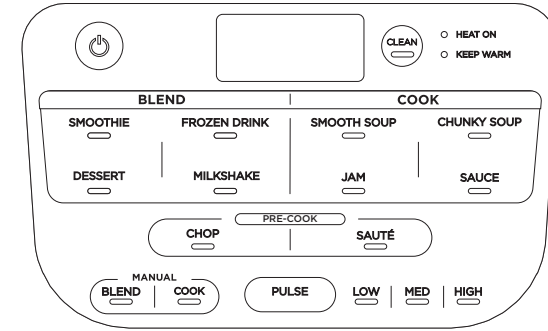 CLEAN
HEAT ON
KEEP WARM
BLEND COOK
SMOOTHIE FROZEN DRINK SMOOTH SOUP CHUNKY SOUP
DESSERT MILKSHAKE JAM SAUCE
PRE-COOK
CHOP SAUTÉ
MANUAL
BLEND COOK PULSE LOW MED HIGH